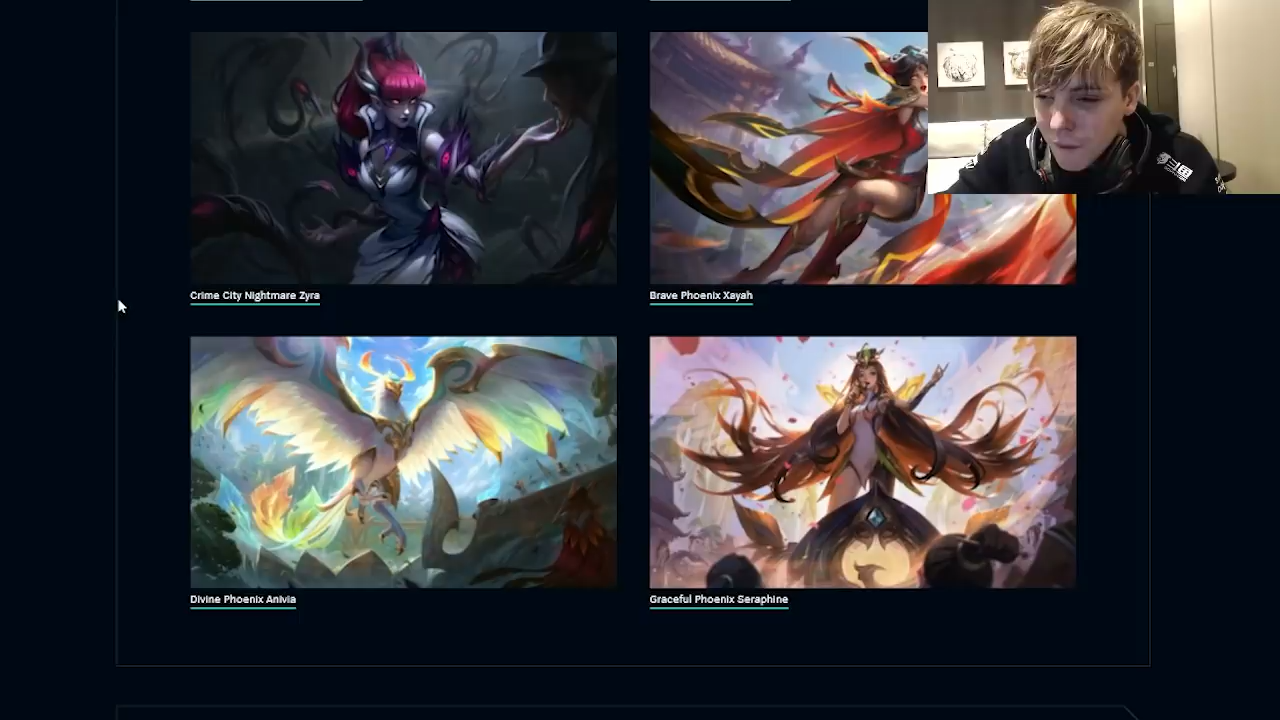 Crime City Nightmare Zyra
Brave Phoenix Xayah
Divine Phoenix Anivia
Graceful Phoenix Seraphine